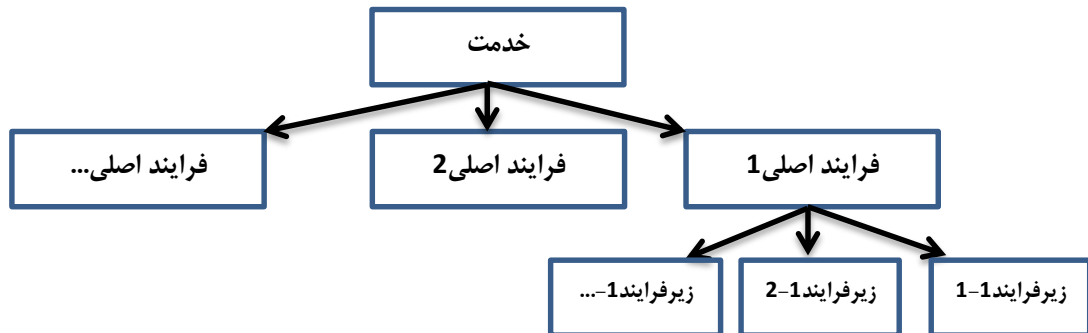 خدمت
فرایند اصلی1
فرایند اصلی2
فرایند اصلی...
زیرفرایند1-1
زیرفرایند1-2
زیرفرایند1-...